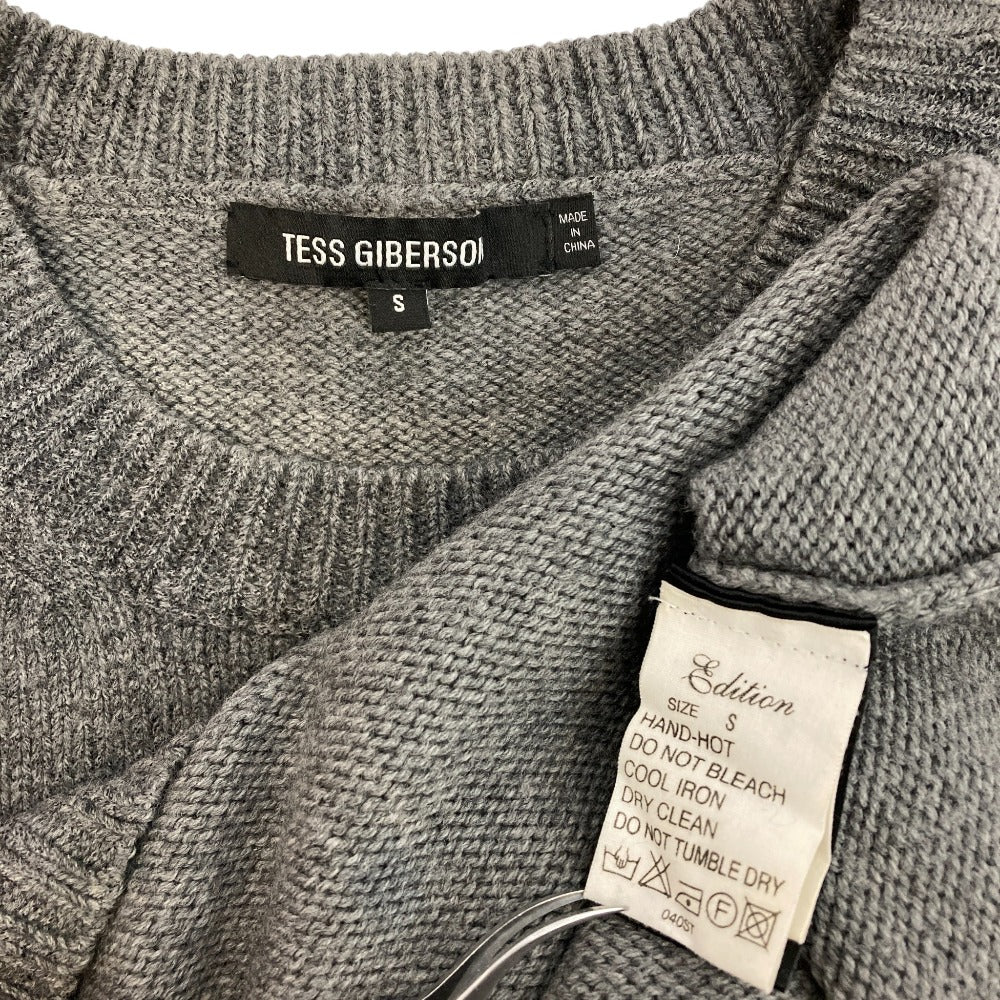 TESS GIBERSON
MADE
IN
CHINA
S
Edition
SIZE S
HAND-HOT
DO NOT BLEACH
COOL IRON
DRY CLEAN
DO NOT TUMBLE DRY
F
040ST